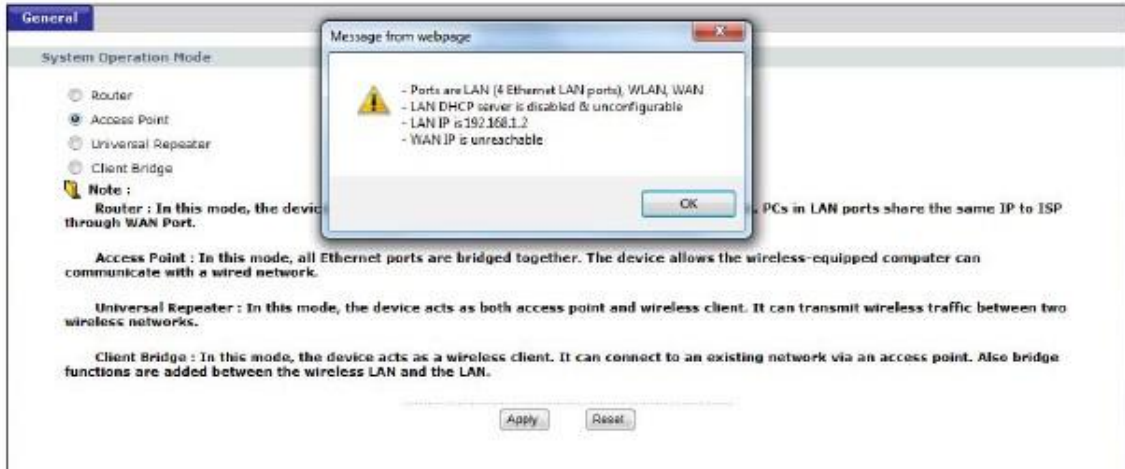 General
Message from webpage
System Operation Mode
- Ports are LAN (4 Ethernet LAN ports), WLAN, WAN
- LAN DHCP server is disabled & unconfigurable
- LAN IP is 192.168.1.2
- WAN IP is unreachable
OK
Router
Access Point
Universal Repeater
Client Bridge
Note :
Router : In this mode, the devic . PCs in LAN ports share the same IP to ISP
through WAN Port.
Access Point : In this mode, all Ethernet ports are bridged together. The device allows the wireless-equipped computer can
communicate with a wired network.
Universal Repeater : In this mode, the device acts as both access point and wireless client. It can transmit wireless traffic between two
wireless networks.
Client Bridge : In this mode, the device acts as a wireless client. It can connect to an existing network via an access point. Also bridge
functions are added between the wireless LAN and the LAN.
Apply Reset